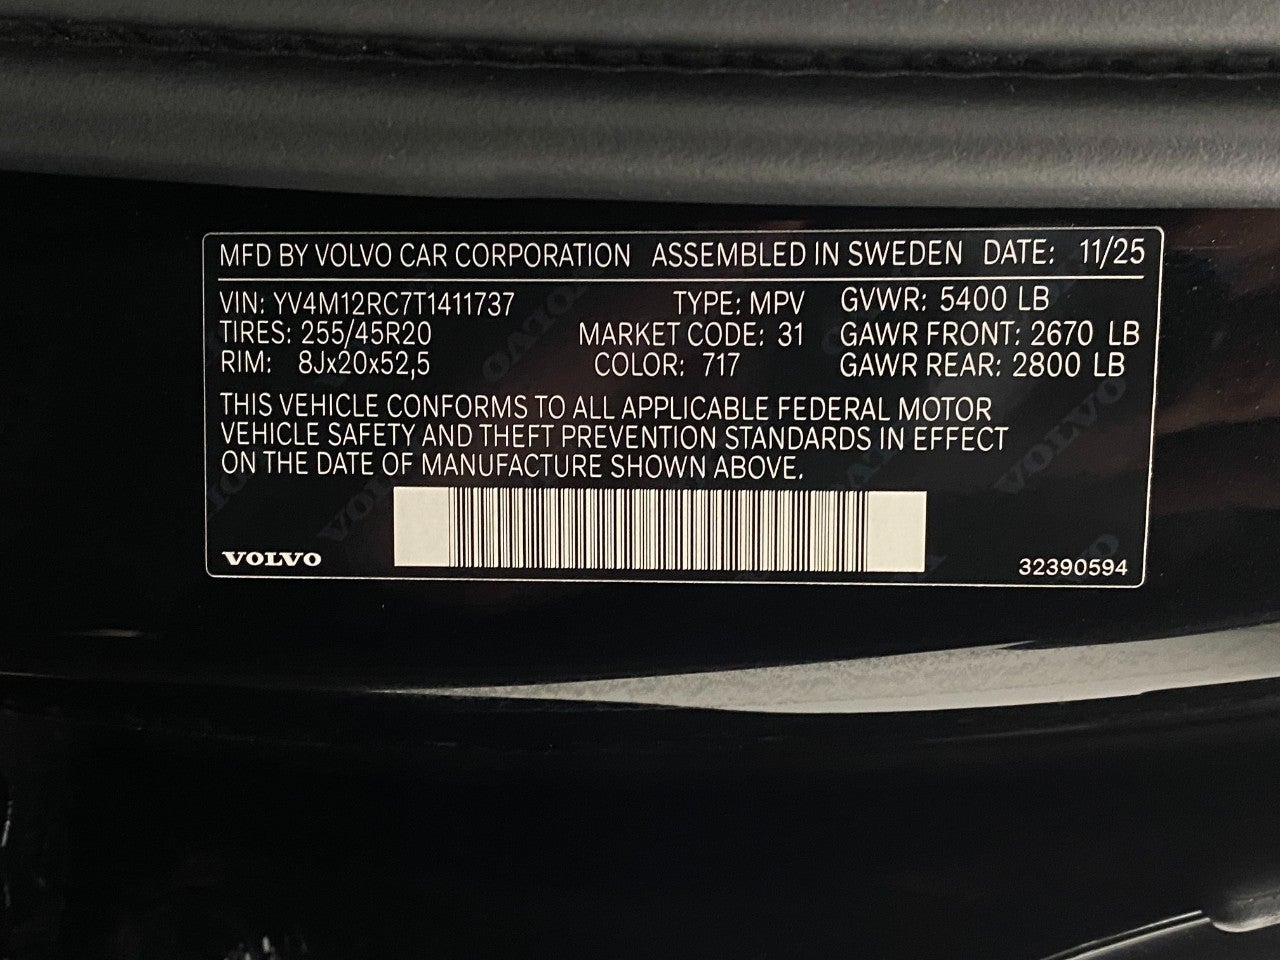 MFD BY VOLVO CAR CORPORATION ASSEMBLED IN SWEDEN DATE: 11/25
VIN: YV4M12RC7T1411737 TYPE: MPV GVWR: 5400 LB
TIRES: 255/45R20 MARKET CODE: 31 GAWR FRONT: 2670 LB
RIM: 8Jx20x52,5 COLOR: 717 GAWR REAR: 2800 LB
THIS VEHICLE CONFORMS TO ALL APPLICABLE FEDERAL MOTOR
VEHICLE SAFETY AND THEFT PREVENTION STANDARDS IN EFFECT
ON THE DATE OF MANUFACTURE SHOWN ABOVE.
VOLVO 32390594